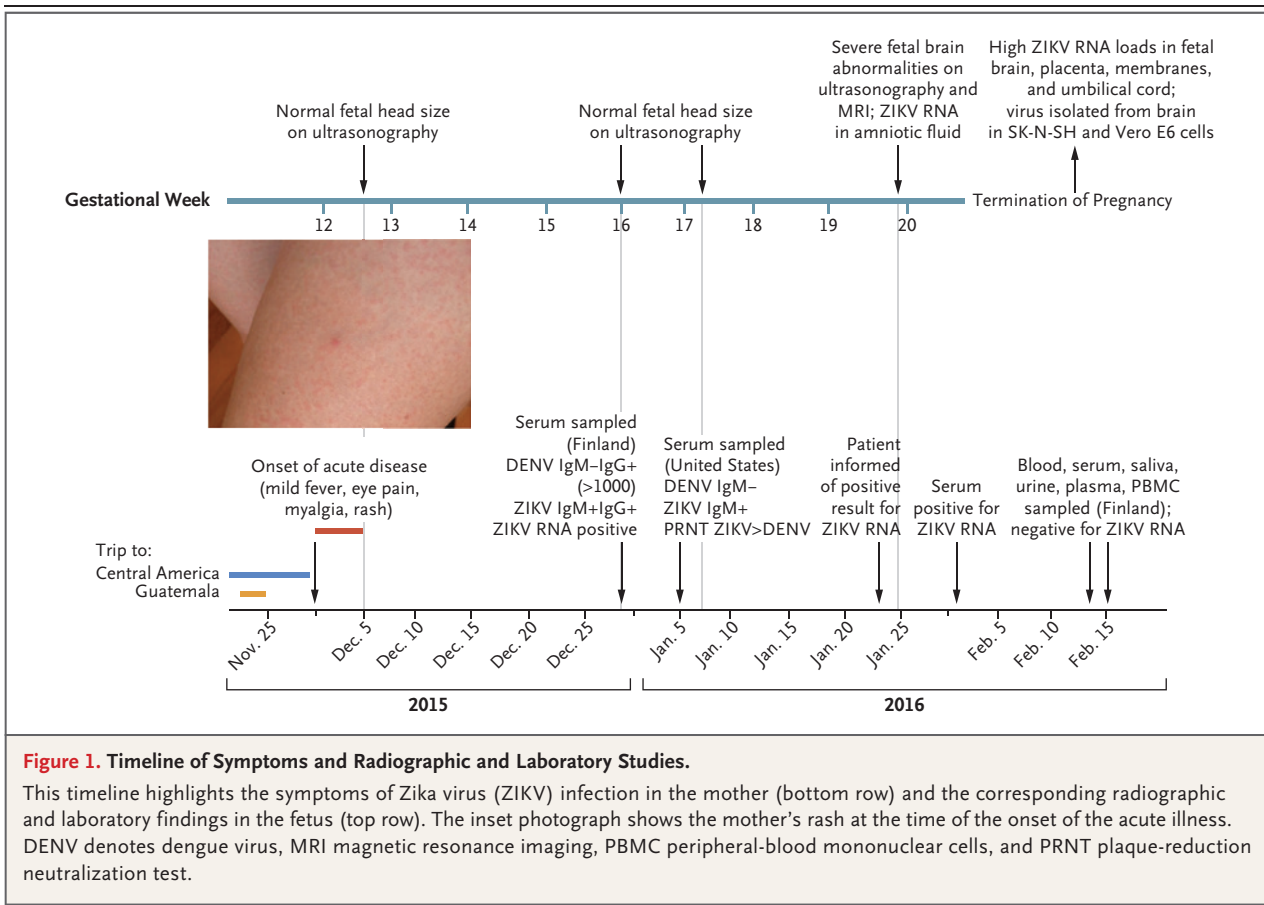 Severe fetal brain
abnormalities on
ultrasonography and
MRI; ZIKV RNA
in amniotic fluid
High ZIKV RNA loads in fetal
brain, placenta, membranes,
and umbilical cord;
virus isolated from brain
in SK-N-SH and Vero E6 cells
Normal fetal head size
on ultrasonography
Normal fetal head size
on ultrasonography
Gestational Week
Termination of Pregnancy
12 13 14 15 16 17 18 19 20
Onset of acute disease
(mild fever, eye pain,
myalgia, rash)
Serum sampled
(Finland)
DENV IgM–IgG+
(>1000)
ZIKV IgM+IgG+
ZIKV RNA positive
Serum sampled
(United States)
DENV IgM–
ZIKV IgM+
PRNT ZIKV>DENV
Patient
informed
of positive
result for
ZIKV RNA
Serum
positive for
ZIKV RNA
Blood, serum, saliva,
urine, plasma, PBMC
sampled (Finland);
negative for ZIKV RNA
Trip to:
Central America
Guatemala
Nov. 25 Dec. 5 Dec. 10 Dec. 15 Dec. 20 Dec. 25 Jan. 5 Jan. 10 Jan. 15 Jan. 20 Jan. 25 Feb. 5 Feb. 10 Feb. 15
2015 2016
Figure 1. Timeline of Symptoms and Radiographic and Laboratory Studies.
This timeline highlights the symptoms of Zika virus (ZIKV) infection in the mother (bottom row) and the corresponding radiographic
and laboratory findings in the fetus (top row). The inset photograph shows the mother's rash at the time of the onset of the acute illness.
DENV denotes dengue virus, MRI magnetic resonance imaging, PBMC peripheral-blood mononuclear cells, and PRNT plaque-reduction
neutralization test.